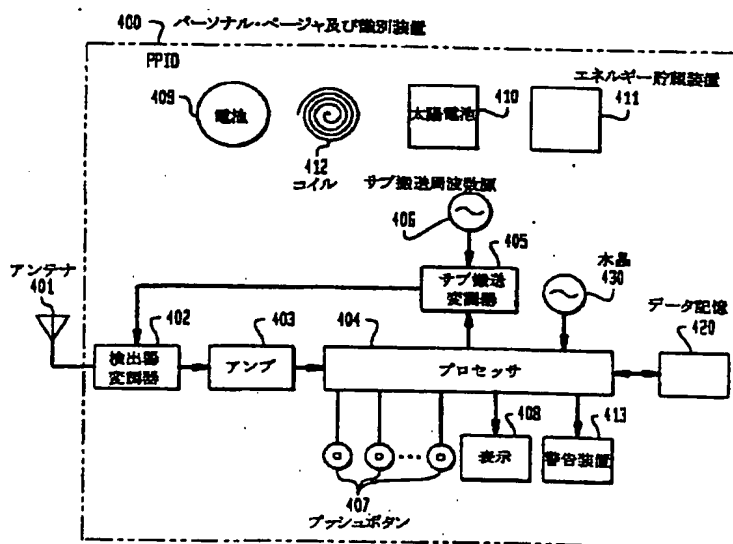 400 パーソナル・ページャ及び識別装置
PPID
エネルギー貯蔵装置
409
電池
412
コイル
太陽電池
410
411
サブ搬送周波数源
406
405
サブ搬送
変調器
水晶
430
データ記憶
420
アンテナ
401
402
検出器
変調器
403
アンプ
404
プロセッサ
408
表示
413
警告装置
407
プッシュボタン